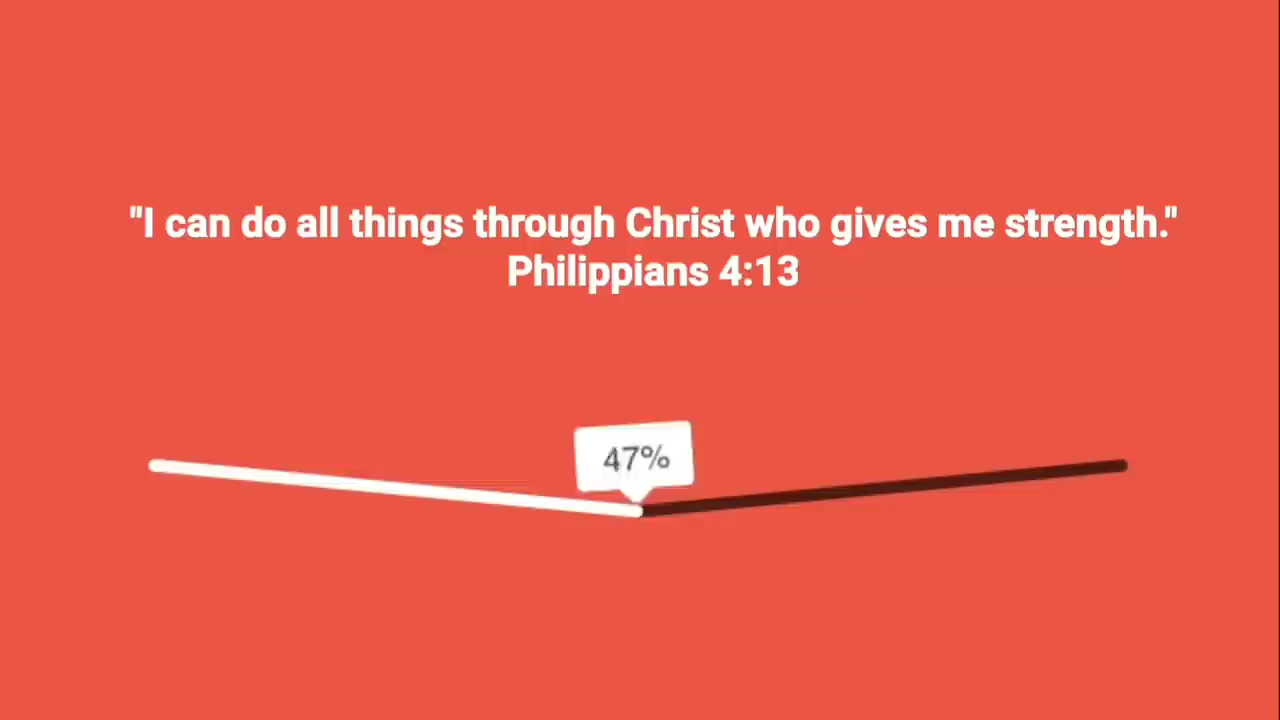 "I can do all things through Christ who gives me strength."
Philippians 4:13
47%